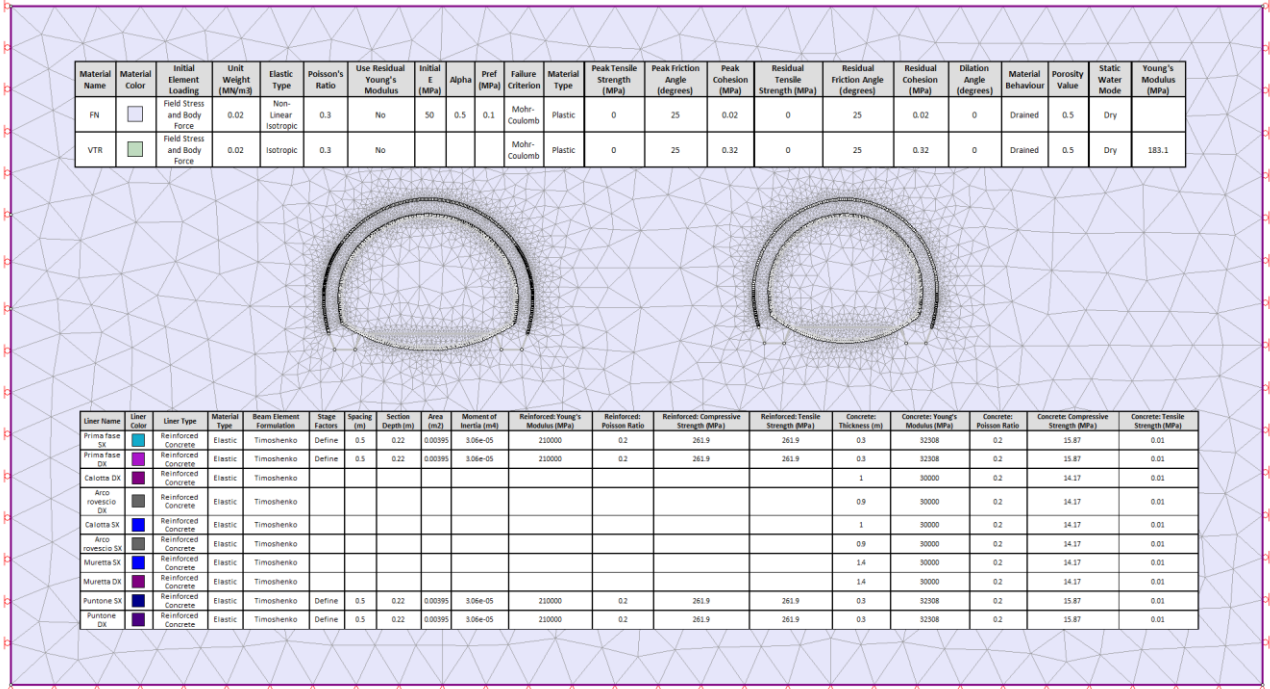 Material Name Material Color Initial Element Loading Unit Weight (MN/m3) Elastic Type Poisson's Ratio Use Residual Young's Modulus Initial E (MPa) Alpha Pref (MPa) Failure Criterion Material Type Peak Tensile Strength (MPa) Peak Friction Angle (degrees) Peak Cohesion (MPa) Residual Tensile Strength (MPa) Residual Friction Angle (degrees) Residual Cohesion (MPa) Dilation Angle (degrees) Material Behaviour Porosity Value Static Water Mode Young's Modulus (MPa)
FN Field Stress and Body Force 0.02 Non-Linear Isotropic 0.3 No 50 0.5 0.1 Mohr-Coulomb Plastic 0 25 0.02 0 25 0.02 0 Drained 0.5 Dry
VTR Field Stress and Body Force 0.02 Isotropic 0.3 No Mohr-Coulomb Plastic 0 25 0.32 0 25 0.32 0 Drained 0.5 Dry 183.1
Liner Name Liner Color Liner Type Material Type Beam Element Formulation Stage Factors Spacing (m) Section Depth (m) Area (m2) Moment of Inertia (m4) Reinforced: Young's Modulus (MPa) Reinforced: Poisson Ratio Reinforced: Compressive Strength (MPa) Reinforced: Tensile Strength (MPa) Concrete: Thickness (m) Concrete: Young's Modulus (MPa) Concrete: Poisson Ratio Concrete: Compressive Strength (MPa) Concrete: Tensile Strength (MPa)
Prima fase SX Reinforced Concrete Elastic Timoshenko Define 0.5 0.22 0.00395 3.06e-05 210000 0.2 261.9 261.9 0.3 32308 0.2 15.87 0.01
Prima fase DX Reinforced Concrete Elastic Timoshenko Define 0.5 0.22 0.00395 3.06e-05 210000 0.2 261.9 261.9 0.3 32308 0.2 15.87 0.01
Calotta DX Reinforced Concrete Elastic Timoshenko 1 30000 0.2 14.17 0.01
Arco rovescio DX Reinforced Concrete Elastic Timoshenko 0.9 30000 0.2 14.17 0.01
Calotta SX Reinforced Concrete Elastic Timoshenko 1 30000 0.2 14.17 0.01
Arco rovescio SX Reinforced Concrete Elastic Timoshenko 0.9 30000 0.2 14.17 0.01
Muretta SX Reinforced Concrete Elastic Timoshenko 1.4 30000 0.2 14.17 0.01
Muretta DX Reinforced Concrete Elastic Timoshenko 1.4 30000 0.2 14.17 0.01
Puntone SX Reinforced Concrete Elastic Timoshenko Define 0.5 0.22 0.00395 3.06e-05 210000 0.2 261.9 261.9 0.3 32308 0.2 15.87 0.01
Puntone DX Reinforced Concrete Elastic Timoshenko Define 0.5 0.22 0.00395 3.06e-05 210000 0.2 261.9 261.9 0.3 32308 0.2 15.87 0.01